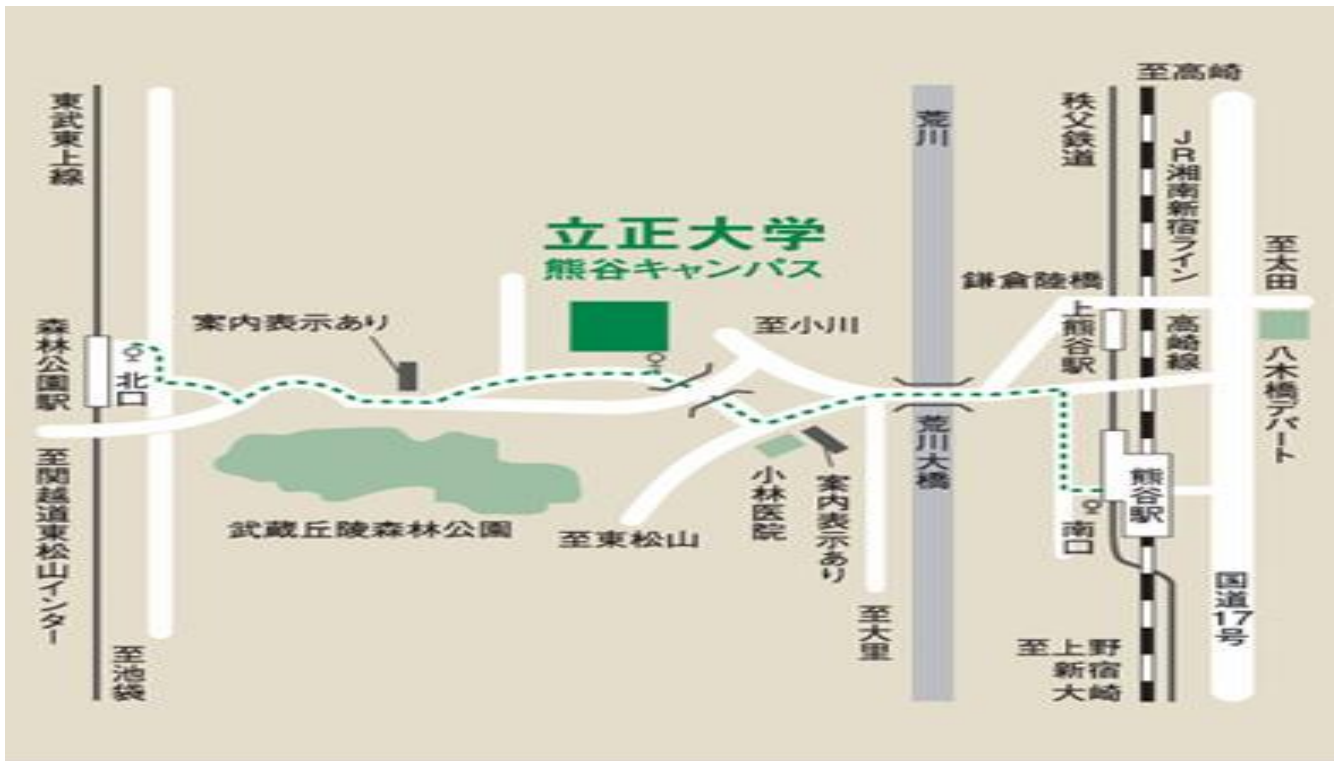 至高崎
東武東上線
荒川
秩父鉄道
JR湘南新宿ライン
立正大学
熊谷キャンパス
至太田
鎌倉陸橋
案内表示あり
至小川
上熊谷駅
高崎線
森林公園駅
北口
八木橋デパート
荒川大橋
至関越道東松山インター
武蔵丘陵森林公園
至東松山
小林医院
案内表示あり
熊谷駅
南口
国道17号
至大里
至池袋
至上野
新宿
大崎